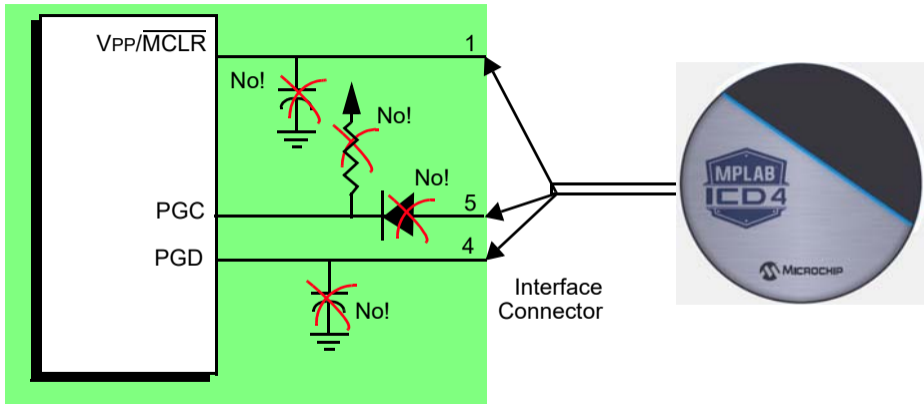 VPP/MCLR
1
No!
No!
No!
PGC
5
PGD
4
No!
Interface
Connector
MPLAB
ICD 4
MICROCHIP